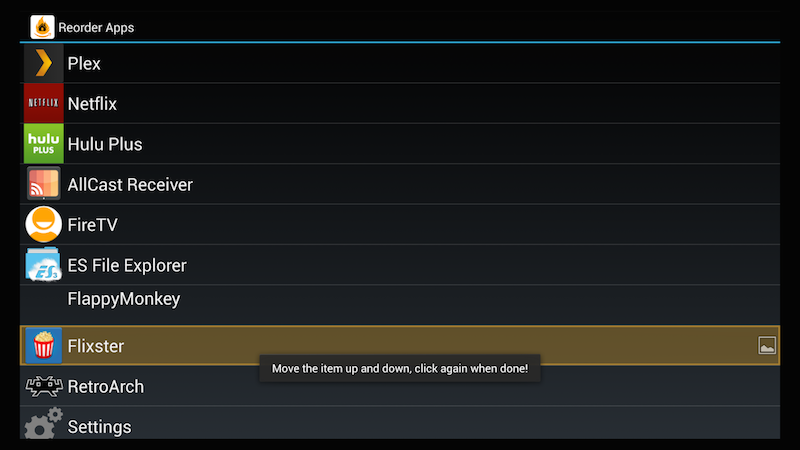 Reorder Apps
Plex
NETFLIX
Netflix
hulu
PLUS
Hulu Plus
AllCast Receiver
FireTV
ES 3
ES File Explorer
FlappyMonkey
Flixster
Move the item up and down, click again when done!
RetroArch
Settings